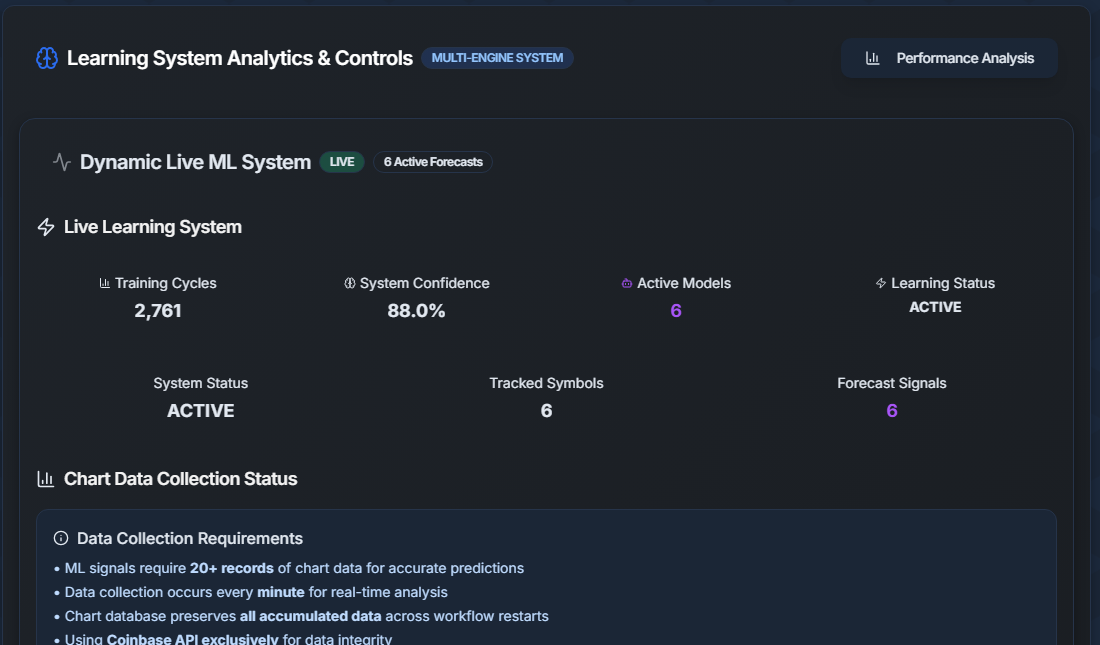 Learning System Analytics & Controls MULTI-ENGINE SYSTEM Performance Analysis
Dynamic Live ML System LIVE 6 Active Forecasts
Live Learning System
Training Cycles System Confidence Active Models Learning Status
2,761 88.0% 6 ACTIVE
System Status Tracked Symbols Forecast Signals
ACTIVE 6 6
Chart Data Collection Status
Data Collection Requirements
• ML signals require 20+ records of chart data for accurate predictions
• Data collection occurs every minute for real-time analysis
• Chart database preserves all accumulated data across workflow restarts
• Using Coinbase API exclusively for data integrity